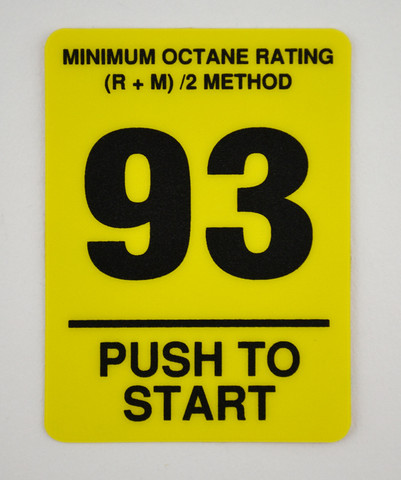 MINIMUM OCTANE RATING
(R + M) /2 METHOD
93
PUSH TO
START